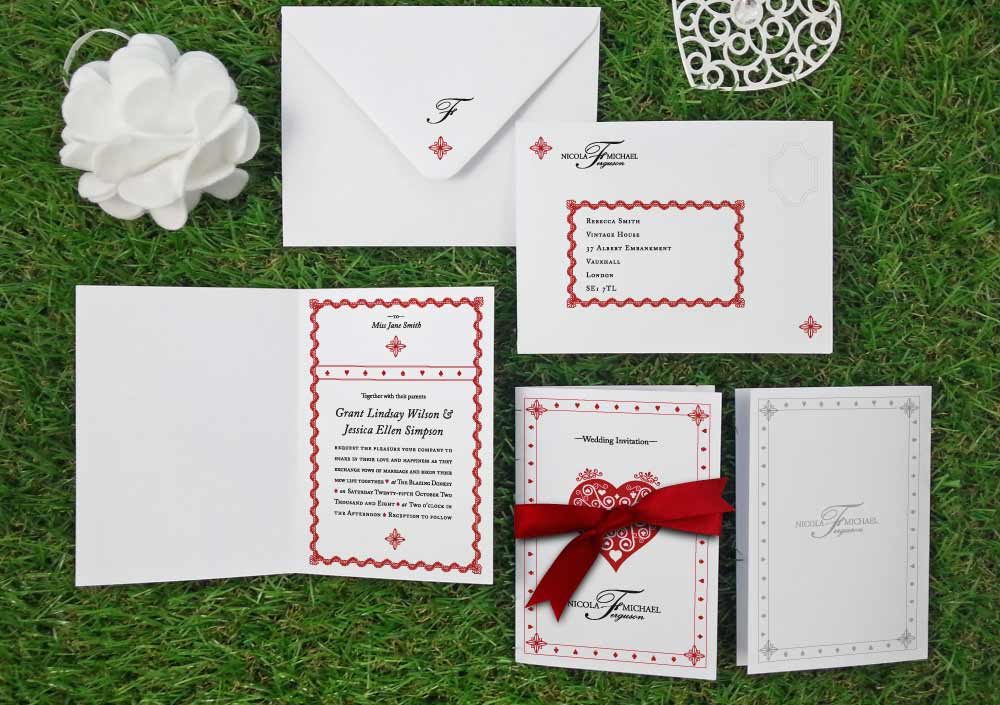 F
NICOLA F MICHAEL
Ferguson
Rebecca Smith
Vintage House
37 Albert Embankment
Vauxhall
London
SE1 7TL
—TO—
Miss Jane Smith
Together with their parents
Grant Lindsay Wilson &
Jessica Ellen Simpson
REQUEST THE PLEASURE YOUR COMPANY TO
SHARE IN THEIR LOVE AND HAPPINESS AS THEY
EXCHANGE VOWS OF MARRIAGE AND BEGIN THEIR
NEW LIFE TOGETHER ♥ at The Blazing Donkey
♦ on Saturday Twenty-Fifth October Two
Thousand and Eight ♠ at Two o'clock in
the Afternoon ♦ Reception to follow
—Wedding Invitation—
NICOLA F MICHAEL
Ferguson
NICOLA F MICHAEL
Ferguson